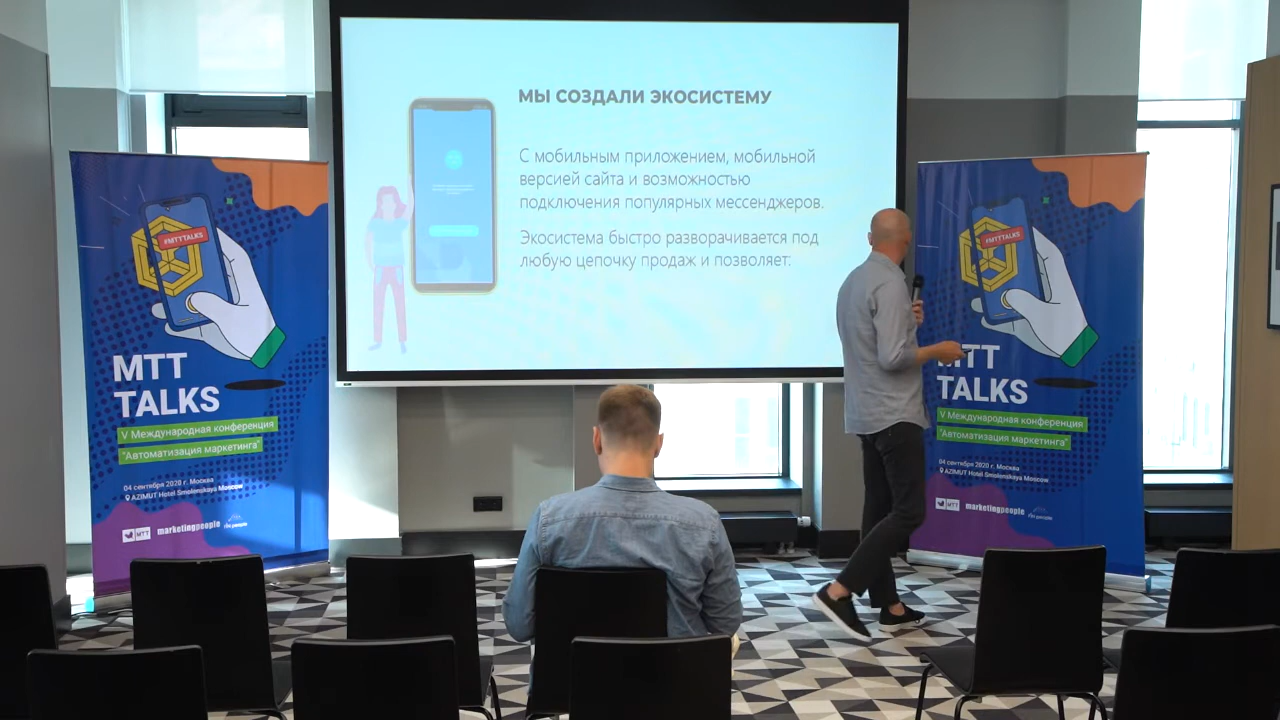 МЫ СОЗДАЛИ ЭКОСИСТЕМУ
С мобильным приложением, мобильной
версией сайта и возможностью
подключения популярных мессенджеров.
Экосистема быстро разворачивается под
любую цепочку продаж и позволяет:
#MTTTALKS
MTT
TALKS
V Международная конференция
"Автоматизация маркетинга"
04 сентября 2020 г. Москва
AZIMUT Hotel Smolenskaya Moscow
MTT
marketingpeople
#MTTTALKS
MTT
TALKS
V Международная конференция
"Автоматизация маркетинга"
04 сентября 2020 г. Москва
AZIMUT Hotel Smolenskaya Moscow
MTT
marketingpeople